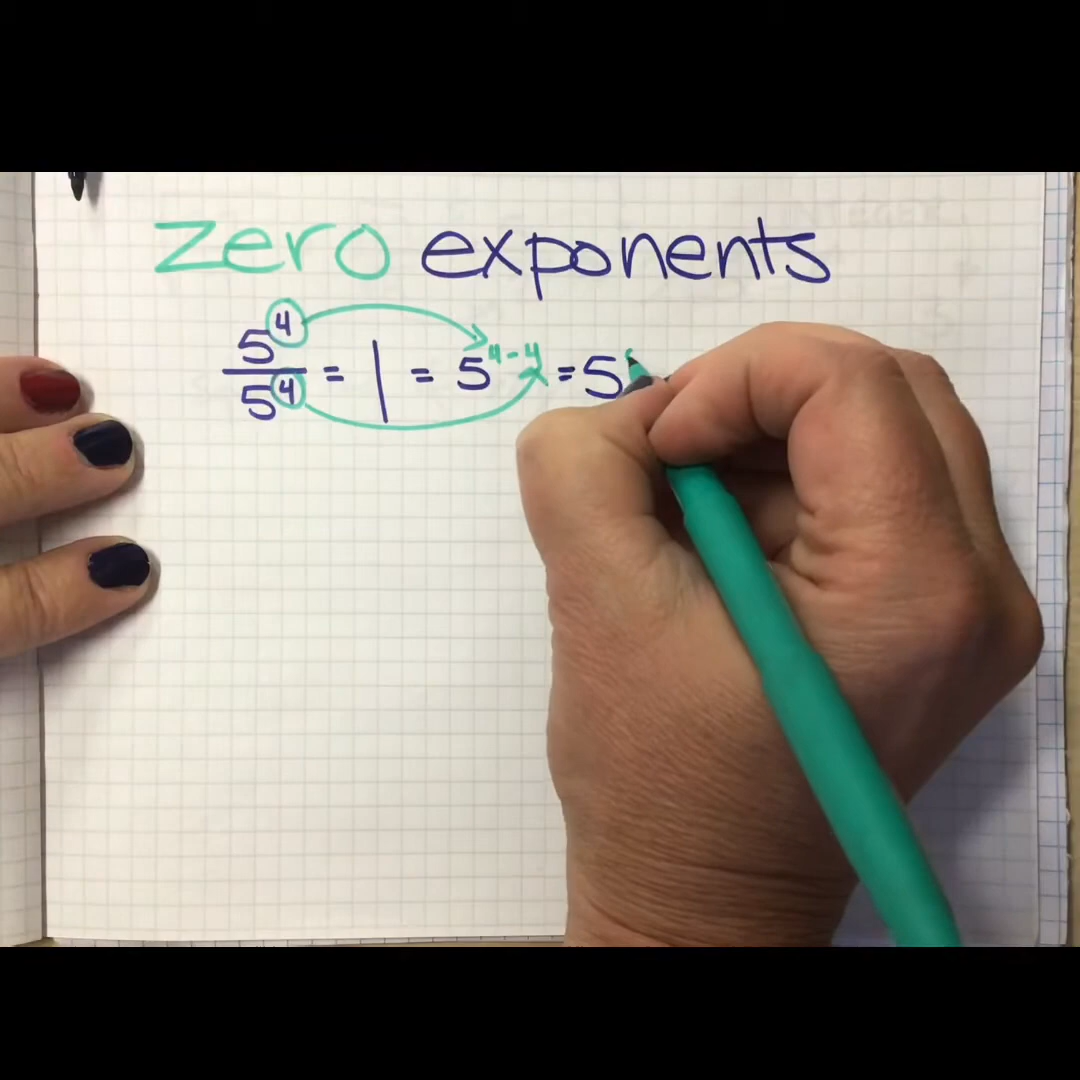 zero exponents
5⁴/5⁴ = 1 = 5⁴⁻⁴ = 5